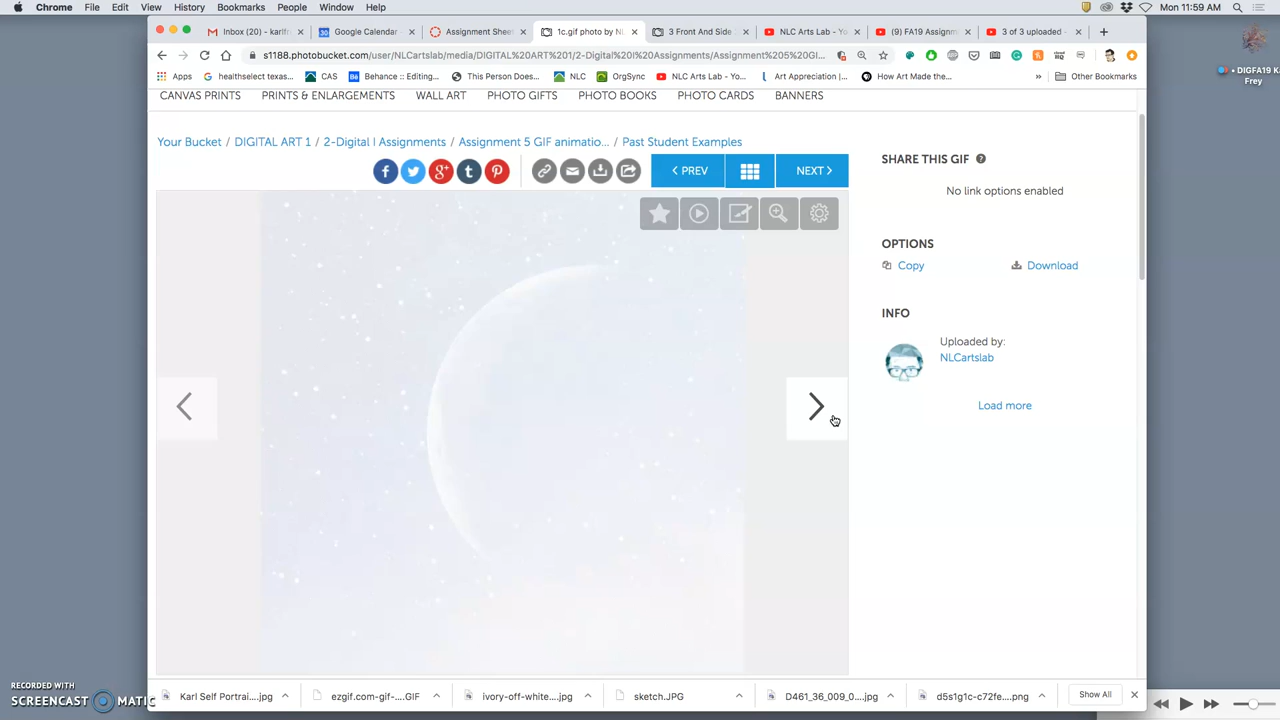 Chrome File Edit View History Bookmarks People Window Help Mon 11:59 AM
Inbox (20) - karlfr Google Calendar - Assignment Sheet 1c.gif photo by NL 3 Front And Side NLC Arts Lab - Yo (9) FA19 Assignm 3 of 3 uploaded -
s1188.photobucket.com/user/NLCartslab/media/DIGITAL%20ART%201/2-Digital%20I%20Assignments/Assignment%205%20GI...
Apps healthselect texas... CAS Behance :: Editing... This Person Does... NLC OrgSync NLC Arts Lab - Yo... Art Appreciation |... How Art Made the... » Other Bookmarks
DIGFA19 K
Frey
CANVAS PRINTS PRINTS & ENLARGEMENTS WALL ART PHOTO GIFTS PHOTO BOOKS PHOTO CARDS BANNERS
Your Bucket / DIGITAL ART 1 / 2-Digital I Assignments / Assignment 5 GIF animatio... / Past Student Examples
PREV NEXT
SHARE THIS GIF
No link options enabled
OPTIONS
Copy Download
INFO
Uploaded by:
NLCartslab
Load more
Karl Self Portrai....jpg ezgif.com-gif-....GIF ivory-off-white....jpg sketch.JPG D461_36_009_0....jpg d5s1g1c-c72fe....png Show All
RECORDED WITH
SCREENCAST MATIC